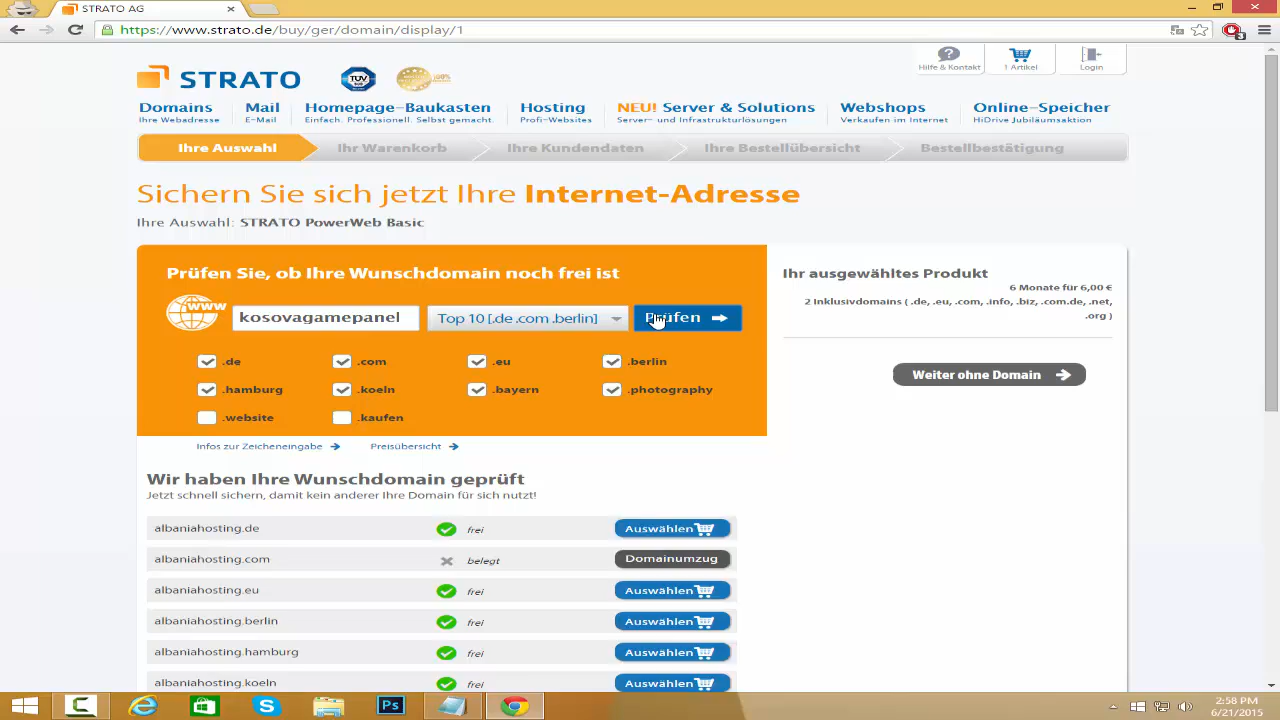 STRATO AG
https://www.strato.de/buy/ger/domain/display/1
STRATO
Hilfe & Kontakt
1 Artikel
Login
Domains
Ihre Webadresse
Mail
E-Mail
Homepage-Baukasten
Einfach. Professionell. Selbst gemacht.
Hosting
Profi-Websites
NEU! Server & Solutions
Server- und Infrastrukturlösungen
Webshops
Verkaufen im Internet
Online-Speicher
HiDrive Jubiläumsaktion
Ihre Auswahl
Ihr Warenkorb
Ihre Kundendaten
Ihre Bestellübersicht
Bestellbestätigung
Sichern Sie sich jetzt Ihre Internet-Adresse
Ihre Auswahl: STRATO PowerWeb Basic
Prüfen Sie, ob Ihre Wunschdomain noch frei ist
www kosovagamepanel Top 10 [.de .com .berlin] Prüfen
.de .com .eu .berlin
.hamburg .koeln .bayern .photography
.website .kaufen
Infos zur Zeicheneingabe Preisübersicht
Ihr ausgewähltes Produkt
6 Monate für 6,00 €
2 Inklusivdomains ( .de, .eu, .com, .info, .biz, .com.de, .net,
.org )
Weiter ohne Domain
Wir haben Ihre Wunschdomain geprüft
Jetzt schnell sichern, damit kein anderer Ihre Domain für sich nutzt!
albaniahosting.de frei Auswählen
albaniahosting.com belegt Domainumzug
albaniahosting.eu frei Auswählen
albaniahosting.berlin frei Auswählen
albaniahosting.hamburg frei Auswählen
albaniahosting.koeln frei Auswählen
Ps
2:58 PM
6/21/2015